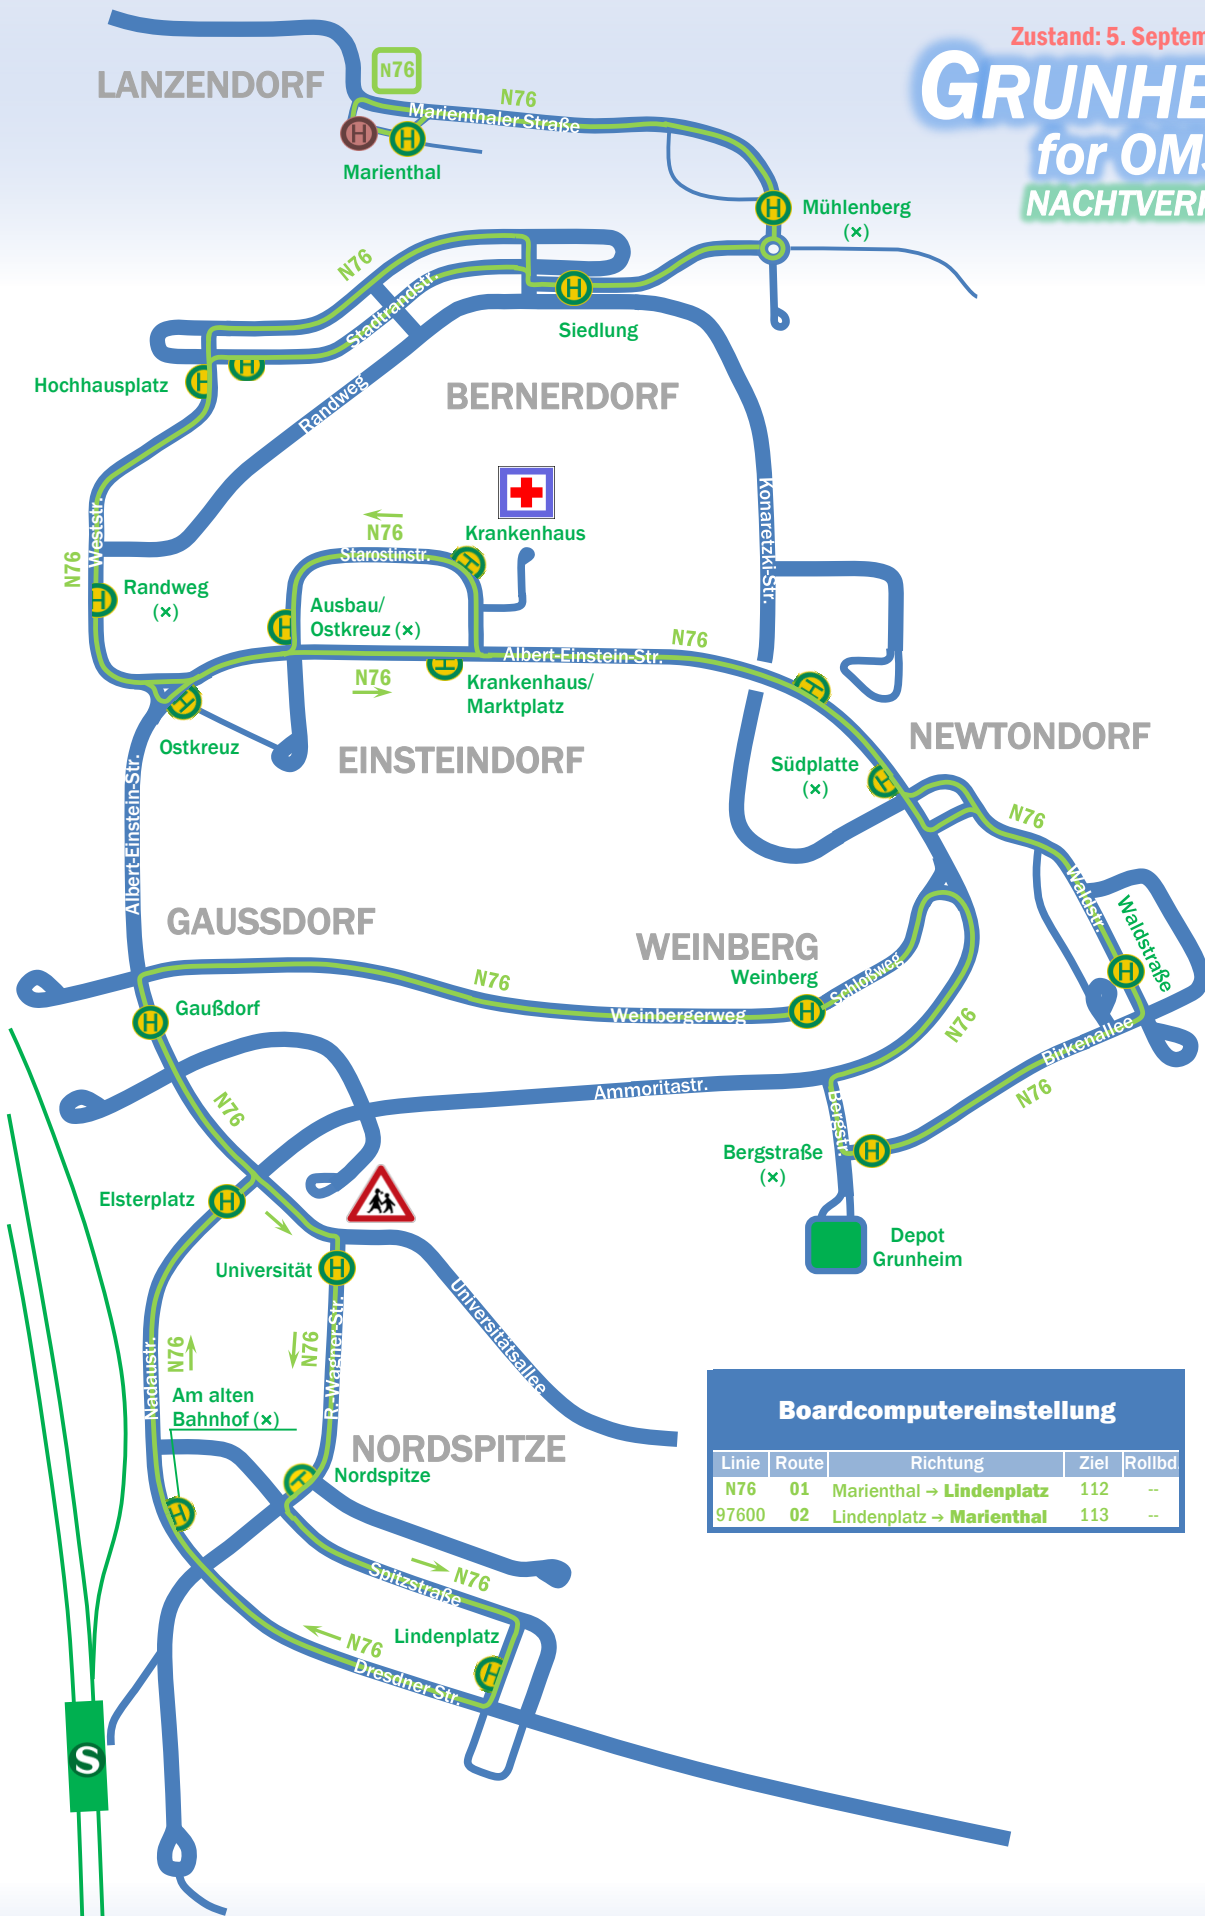 Zustand: 5. Septem
GRUNHE
for OMS
NACHTVER
LANZENDORF
N76
N76
Marienthaler Straße
H
H
Marienthal
H
Mühlenberg
(×)
N76
Stadtrandstr.
H
Siedlung
H
H
Hochhausplatz
Randweg
BERNERDORF
Konaretzki-Str.
Weststr.
N76
N76
Krankenhaus
Starostinstr.
H
H
Randweg
(×)
Ausbau/
Ostkreuz (×)
H
N76
Albert-Einstein-Str.
H
N76
Krankenhaus/
Marktplatz
H
H
Ostkreuz
EINSTEINDORF
NEWTONDORF
Südplatte
(×)
H
Albert-Einstein-Str.
N76
Waldstr.
Waldstraße
H
GAUSSDORF
WEINBERG
Weinberg
N76
Schloßweg
H
Weinbergerweg
Gaußdorf
H
N76
Birkenallee
N76
N76
Ammoritastr.
Bergstr.
Bergstraße
(×)
H
Elsterplatz
H
Depot
Grunheim
Universität
H
Universitätsallee
N76
Nadaustr.
N76
R.-Wagner-Str.
Am alten
Bahnhof (×)
H
NORDSPITZE
Nordspitze
H
Spitzstraße
N76
N76
Lindenplatz
H
Dresdner Str.
S
Boardcomputereinstellung
Linie Route Richtung Ziel Rollbd.
N76 01 Marienthal → Lindenplatz 112 --
97600 02 Lindenplatz → Marienthal 113 --